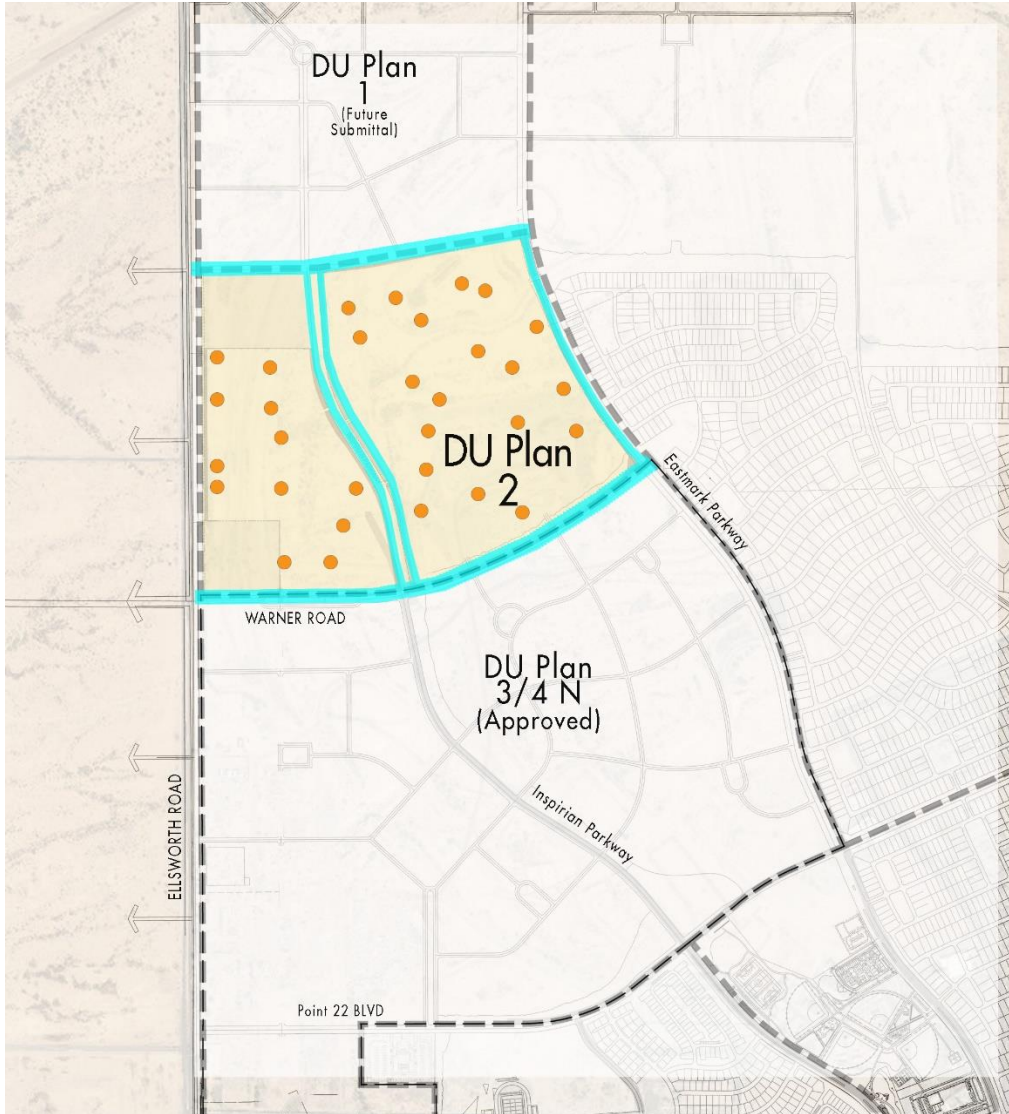 DU Plan
1
(Future
Submittal)
DU Plan
2
Eastmark Parkway
WARNER ROAD
DU Plan
3/4 N
(Approved)
Inspirian Parkway
ELLSWORTH ROAD
Point 22 BLVD